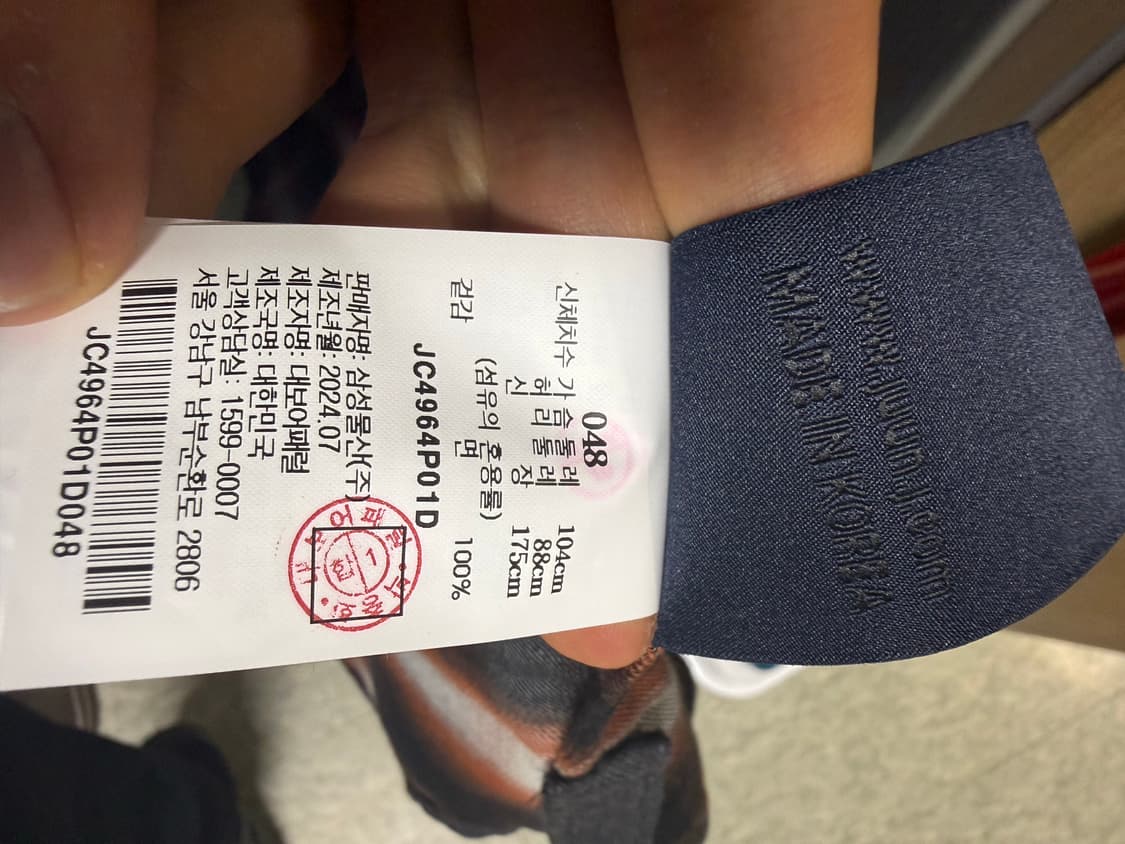 WWW.JUUNJ.COM
MADE IN KOREA
048
신체치수 가슴둘레 104cm
허리둘레 88cm
신 장 175cm
(섬유의 혼용률)
겉감 면 100%
JC4964P01D
판매자명: 삼성물산(주)
제조년월: 2024.07
제조자명: 대보어패럴
제조국명: 대한민국
고객상담실: 1599-0007
서울 강남구 남부순환로 2806
JC4964P01D048